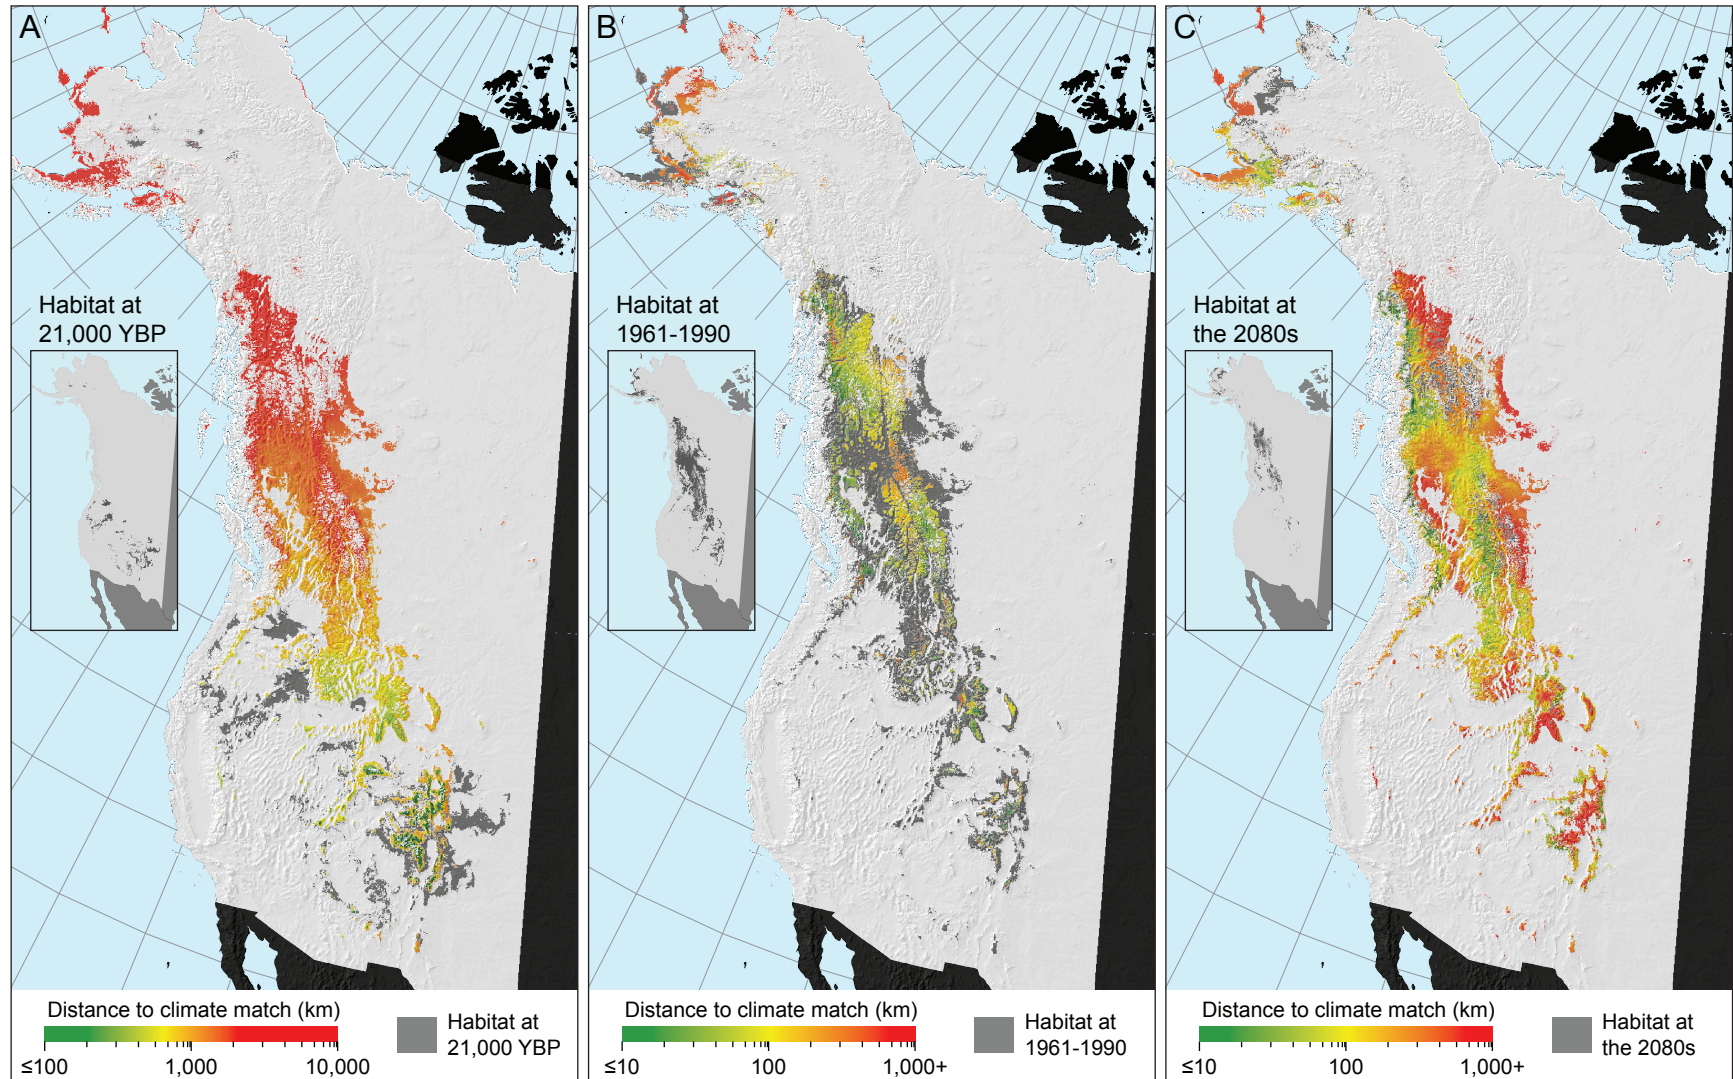 A
Habitat at
21,000 YBP
Distance to climate match (km)
≤100
1,000
10,000
Habitat at
21,000 YBP
B
Habitat at
1961-1990
Distance to climate match (km)
≤10
100
1,000+
Habitat at
1961-1990
C
Habitat at
the 2080s
Distance to climate match (km)
≤10
100
1,000+
Habitat at
the 2080s